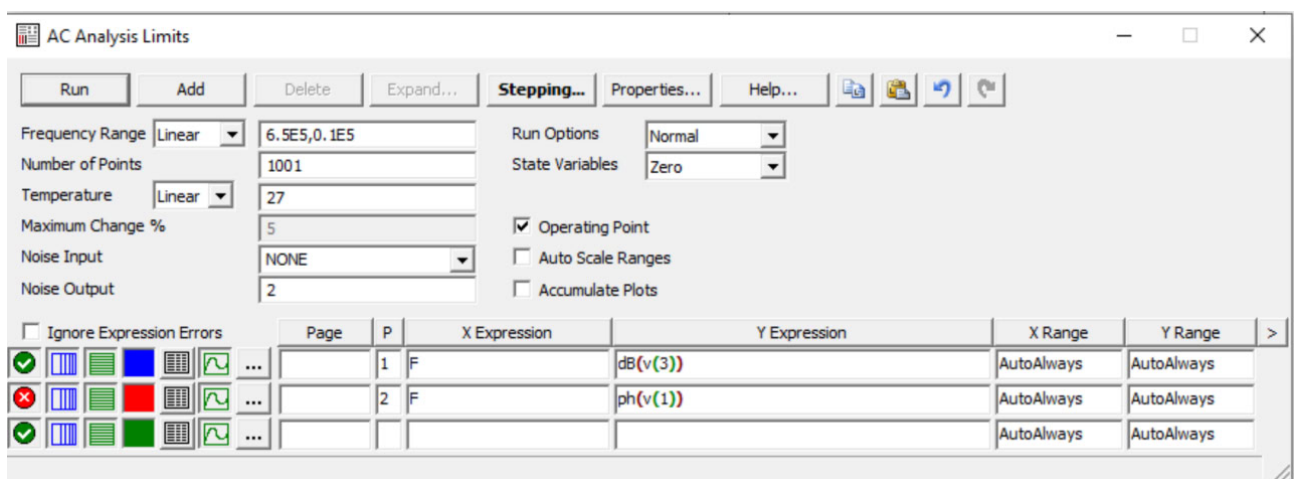 AC Analysis Limits
Run Add Delete Expand... Stepping... Properties... Help...
Frequency Range Linear 6.5E5,0.1E5 Run Options Normal
Number of Points 1001 State Variables Zero
Temperature Linear 27
Maximum Change % 5 Operating Point
Noise Input NONE Auto Scale Ranges
Noise Output 2 Accumulate Plots
Ignore Expression Errors Page P X Expression Y Expression X Range Y Range >
... 1 F dB(v(3)) AutoAlways AutoAlways
... 2 F ph(v(1)) AutoAlways AutoAlways
... AutoAlways AutoAlways